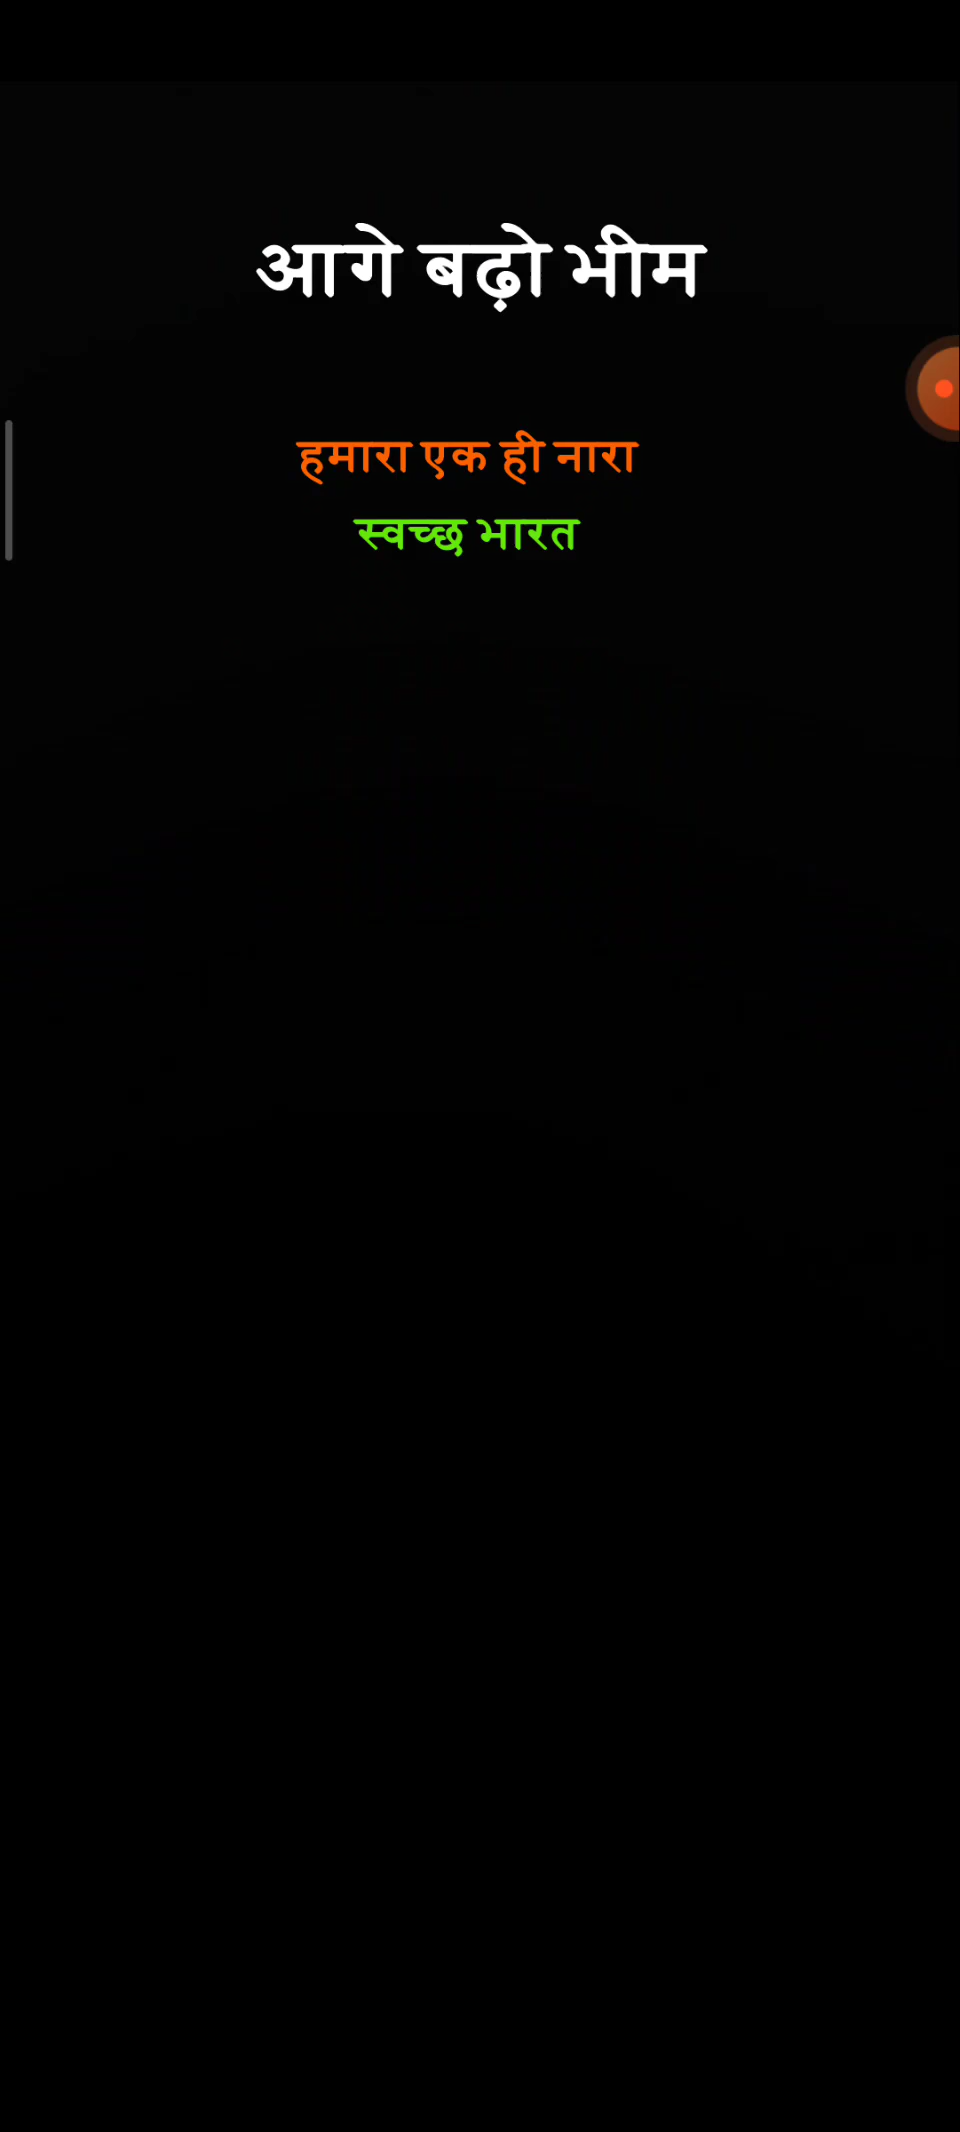 आगे बढ़ो भीम
हमारा एक ही नारा
स्वच्छ भारत